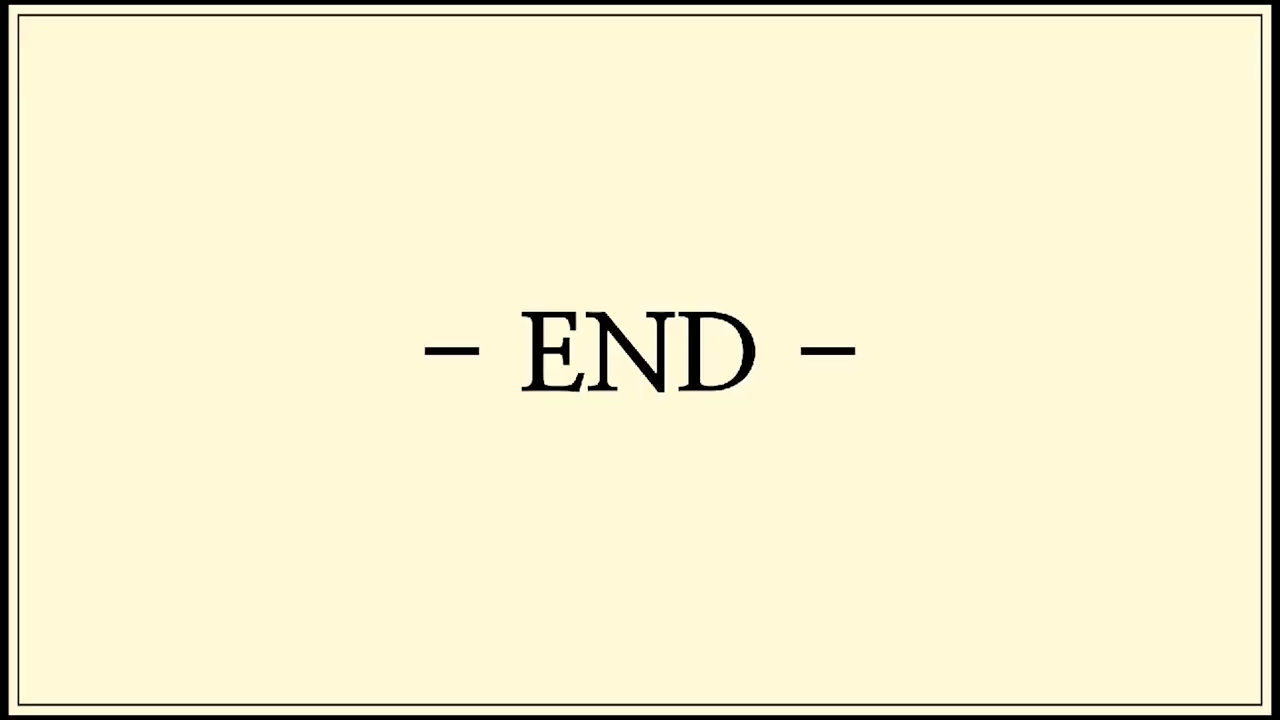 – END –